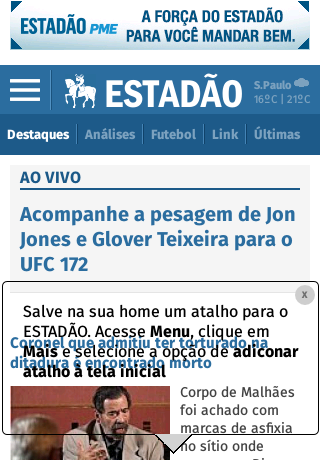 ESTADÃO PME
A FORÇA DO ESTADÃO
PARA VOCÊ MANDAR BEM.
ESTADÃO
S.Paulo
16ºC | 21ºC
Destaques Análises Futebol Link Últimas
AO VIVO
Acompanhe a pesagem de Jon
Jones e Glover Teixeira para o
UFC 172
x
Salve na sua home um atalho para o
ESTADÃO. Acesse Menu, clique em
Mais e selecione a opção de adicionar
atalho à tela inicial
Coronel que admitiu ter torturado na
ditadura é encontrado morto
Corpo de Malhães
foi achado com
marcas de asfixia
no sítio onde